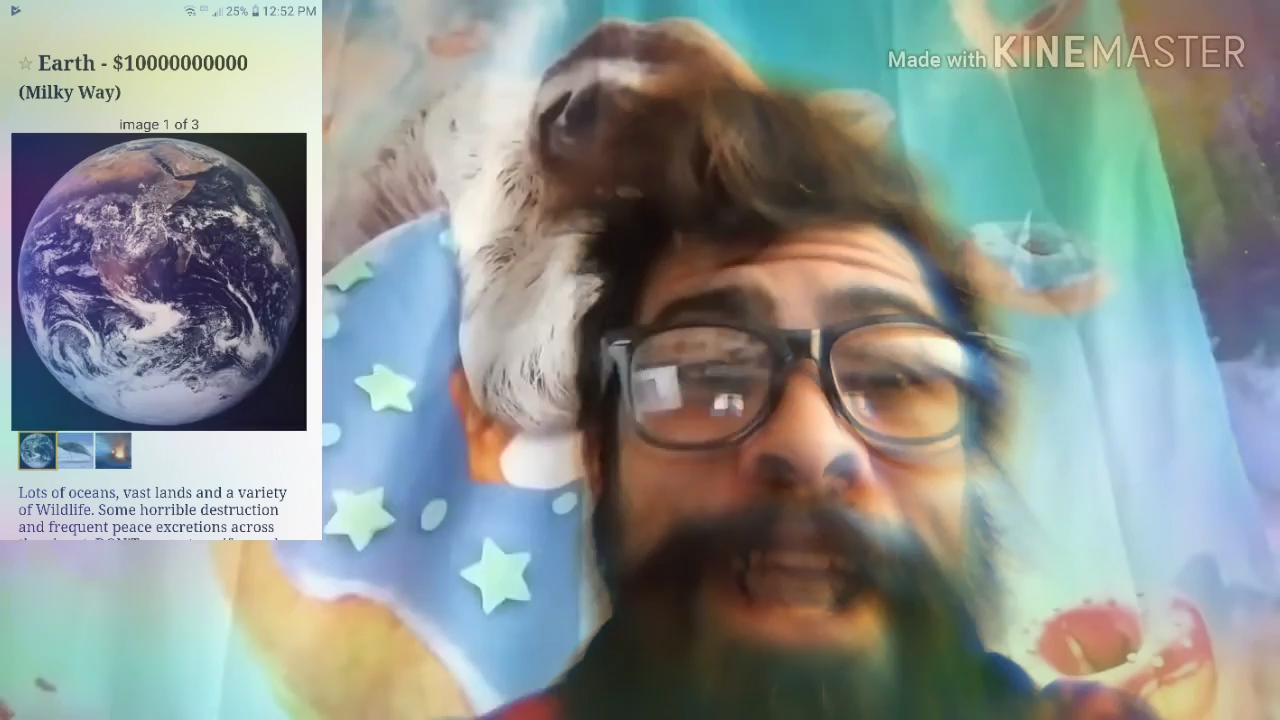 25% 12:52 PM
☆ Earth - $10000000000
(Milky Way)
image 1 of 3
Lots of oceans, vast lands and a variety
of Wildlife. Some horrible destruction
and frequent peace excretions across
Made with KINEMASTER